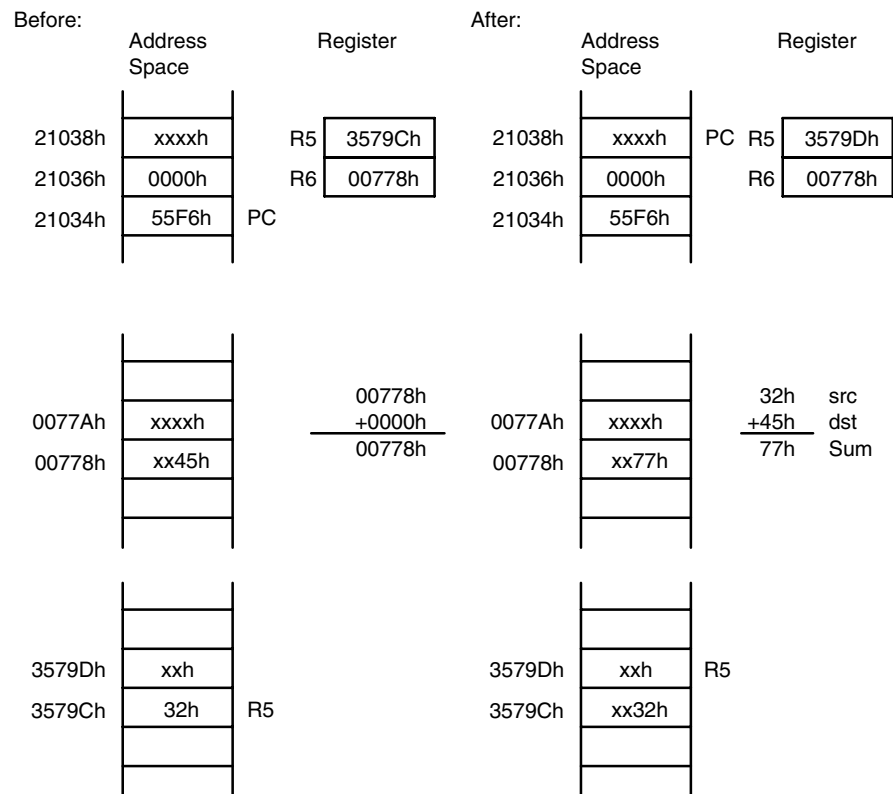 Before:
Address Space
Register
21038h xxxxh R5 3579Ch
21036h 0000h R6 00778h
21034h 55F6h PC
After:
Address Space
Register
21038h xxxxh PC R5 3579Dh
21036h 0000h R6 00778h
21034h 55F6h
00778h
0077Ah xxxxh +0000h
00778h xx45h 00778h
32h src
0077Ah xxxxh +45h dst
00778h xx77h 77h Sum
3579Dh xxh
3579Ch 32h R5
3579Dh xxh R5
3579Ch xx32h